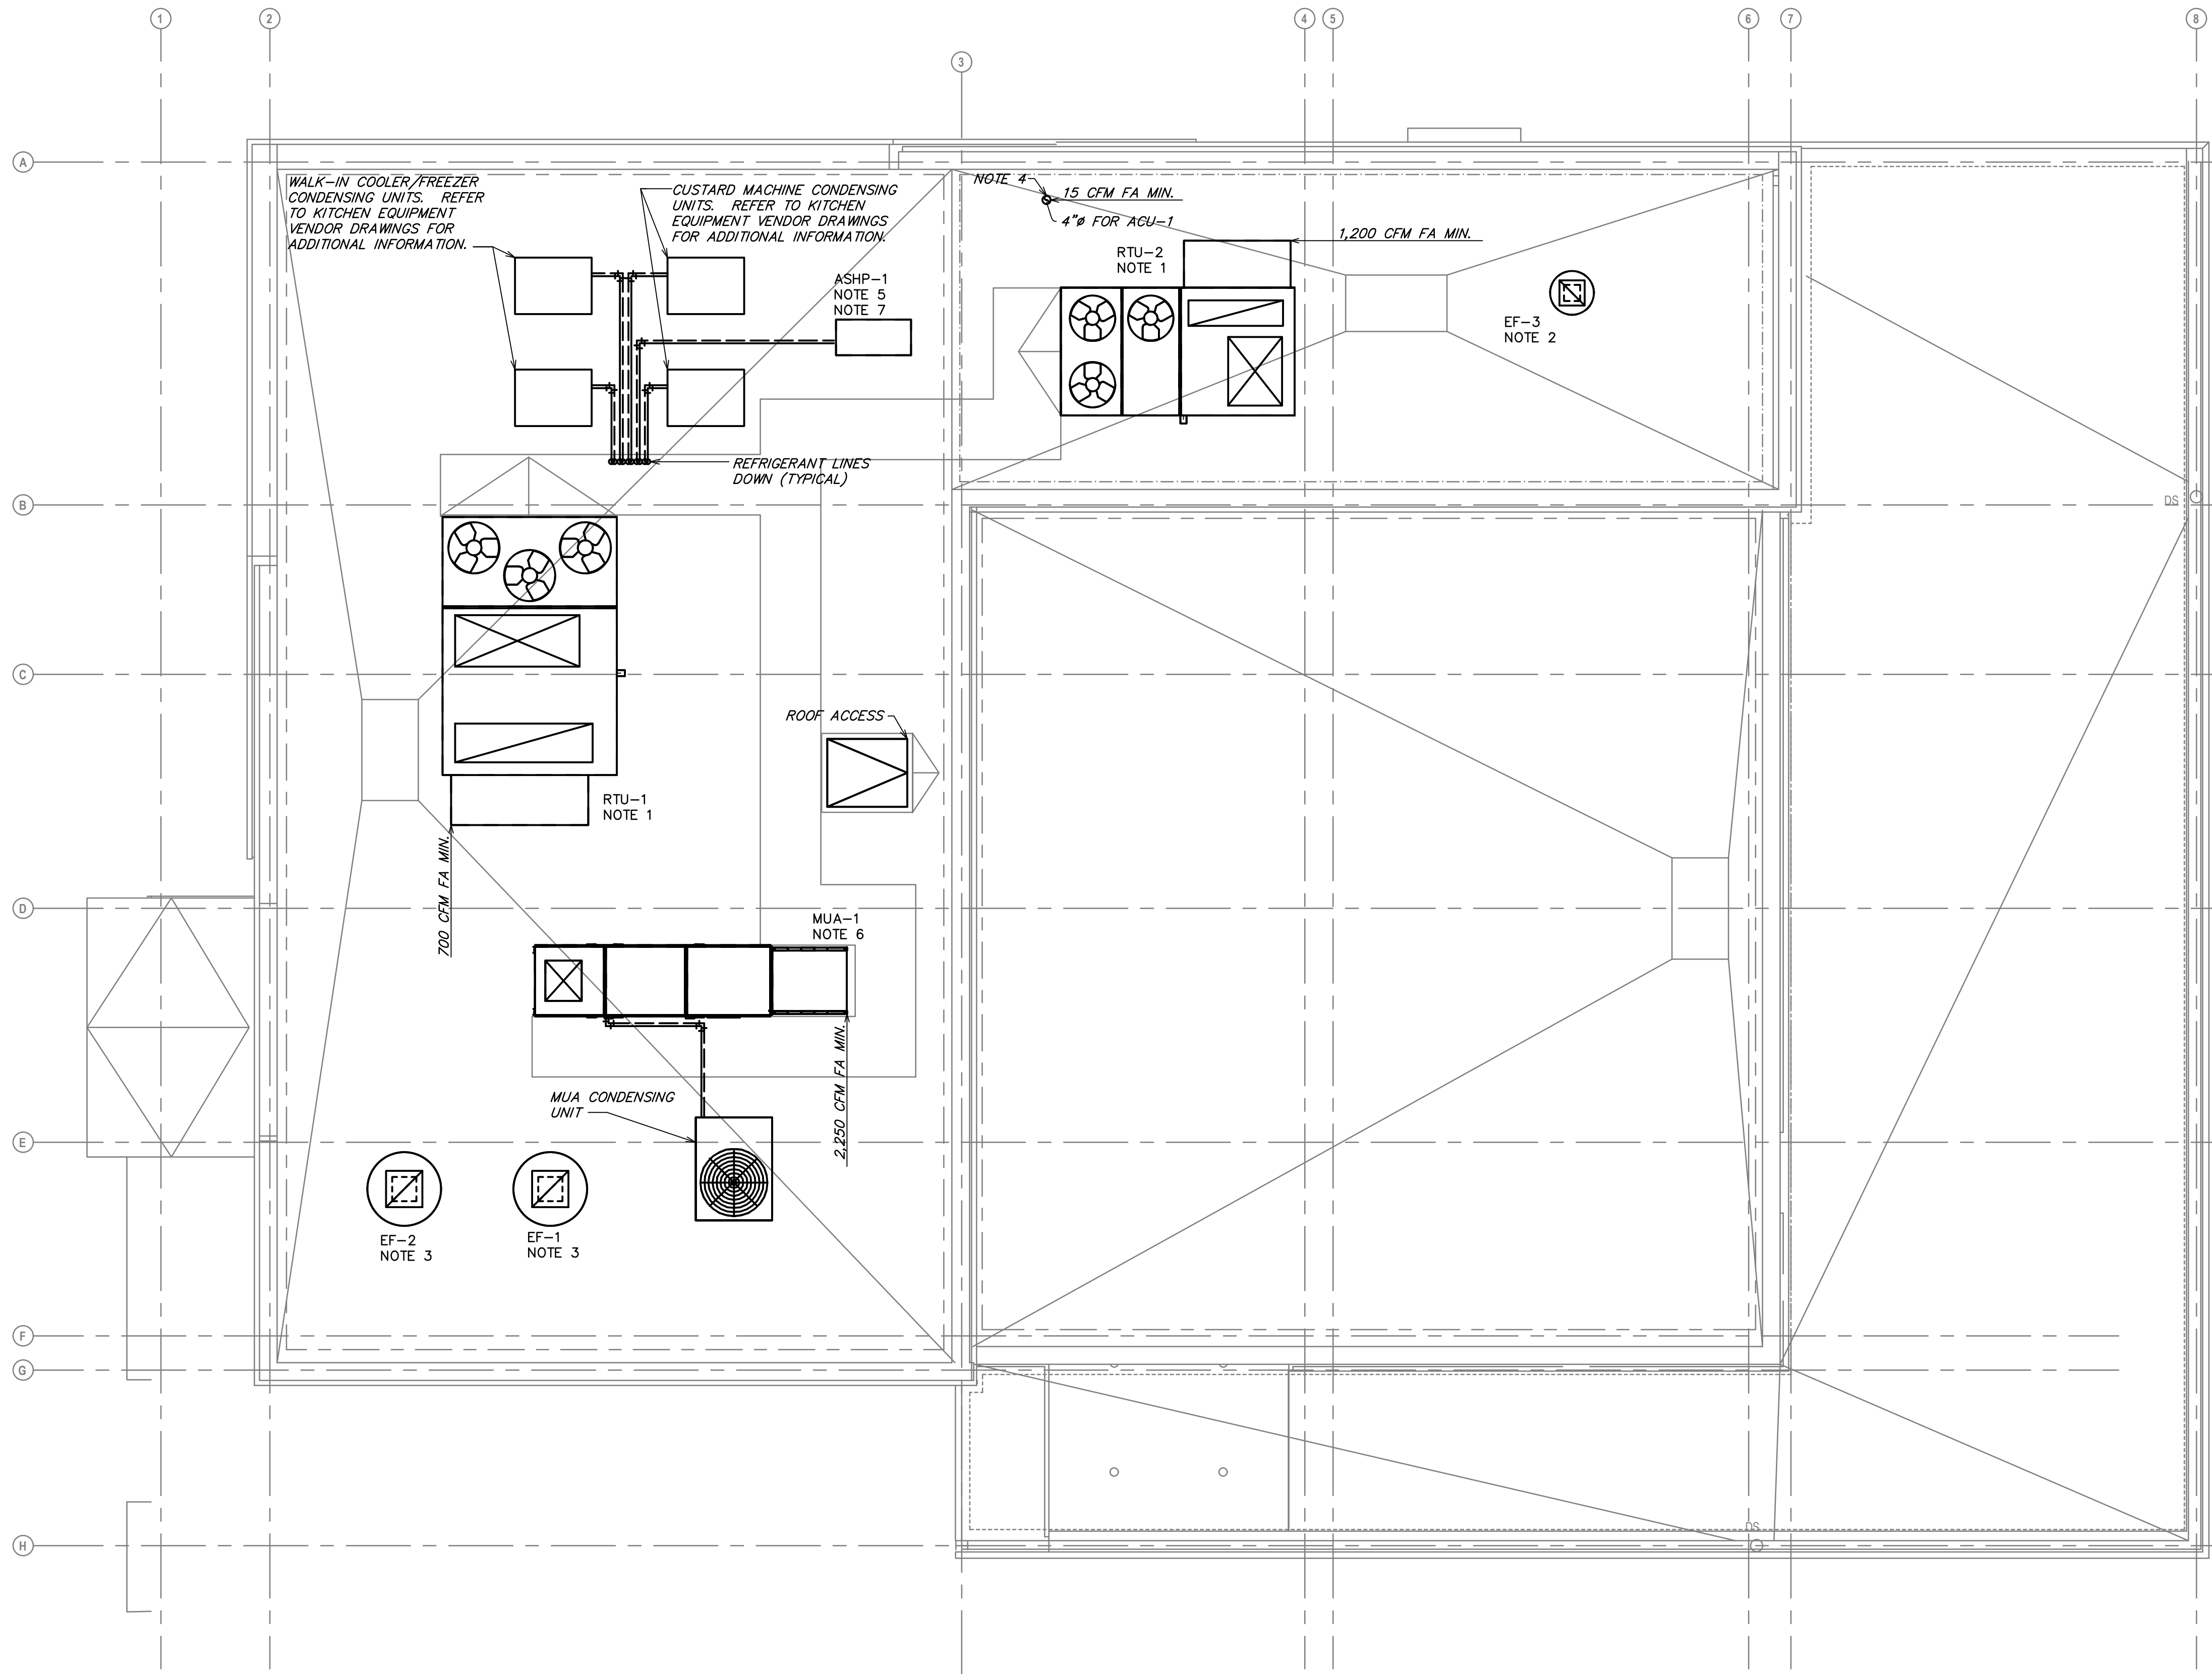 1
2
3
4
5
6
7
8
A
B
C
D
E
F
G
H
WALK-IN COOLER/FREEZER
CONDENSING UNITS. REFER
TO KITCHEN EQUIPMENT
VENDOR DRAWINGS FOR
ADDITIONAL INFORMATION.
CUSTARD MACHINE CONDENSING
UNITS. REFER TO KITCHEN
EQUIPMENT VENDOR DRAWINGS
FOR ADDITIONAL INFORMATION.
NOTE 4
15 CFM FA MIN.
4"ø FOR ACU-1
1,200 CFM FA MIN.
RTU-2
NOTE 1
ASHP-1
NOTE 5
NOTE 7
EF-3
NOTE 2
REFRIGERANT LINES
DOWN (TYPICAL)
DS
ROOF ACCESS
RTU-1
NOTE 1
700 CFM FA MIN.
MUA-1
NOTE 6
2,250 CFM FA MIN.
MUA CONDENSING
UNIT
EF-2
NOTE 3
EF-1
NOTE 3
DS